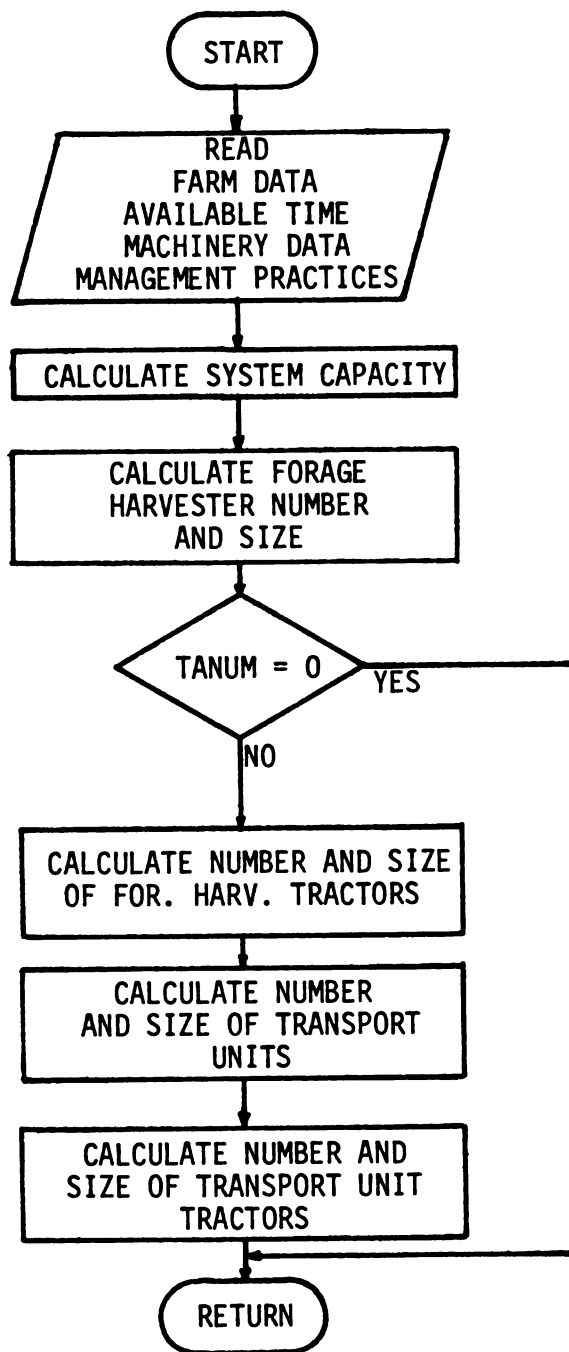 START
READ
FARM DATA
AVAILABLE TIME
MACHINERY DATA
MANAGEMENT PRACTICES
CALCULATE SYSTEM CAPACITY
CALCULATE FORAGE
HARVESTER NUMBER
AND SIZE
TANUM = 0
YES
NO
CALCULATE NUMBER AND SIZE
OF FOR. HARV. TRACTORS
CALCULATE NUMBER
AND SIZE OF TRANSPORT
UNITS
CALCULATE NUMBER AND
SIZE OF TRANSPORT UNIT
TRACTORS
RETURN